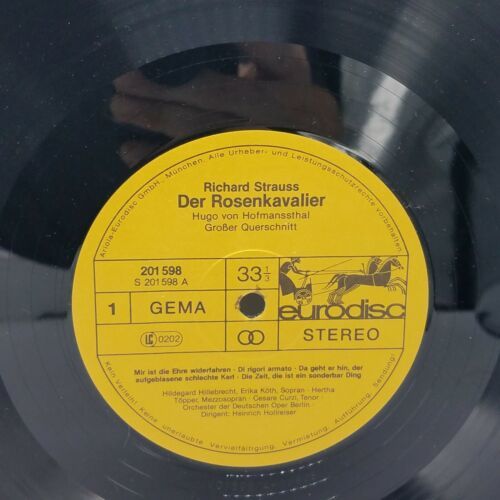 Ariola-Eurodisc GmbH., München. Alle Urheber- und Leistungsschutzrechte vorbehalten
Richard Strauss
Der Rosenkavalier
Hugo von Hofmannsthal
Großer Querschnitt
201 598
S 201 598 A
33 1/3
1
GEMA
eurodisc
LC 0202
STEREO
Mir ist die Ehre widerfahren · Di rigori armato · Da geht er hin, der
aufgeblasene schlechte Kerl · Die Zeit, die ist ein sonderbar Ding
Hildegard Hillebrecht, Erika Köth, Sopran · Hertha
Töpper, Mezzosopran · Cesare Curzi, Tenor
Orchester der Deutschen Oper Berlin
Dirigent: Heinrich Hollreiser
Kein Verleih! Keine unerlaubte Vervielfältigung, Vermietung, Aufführung, Sendung!